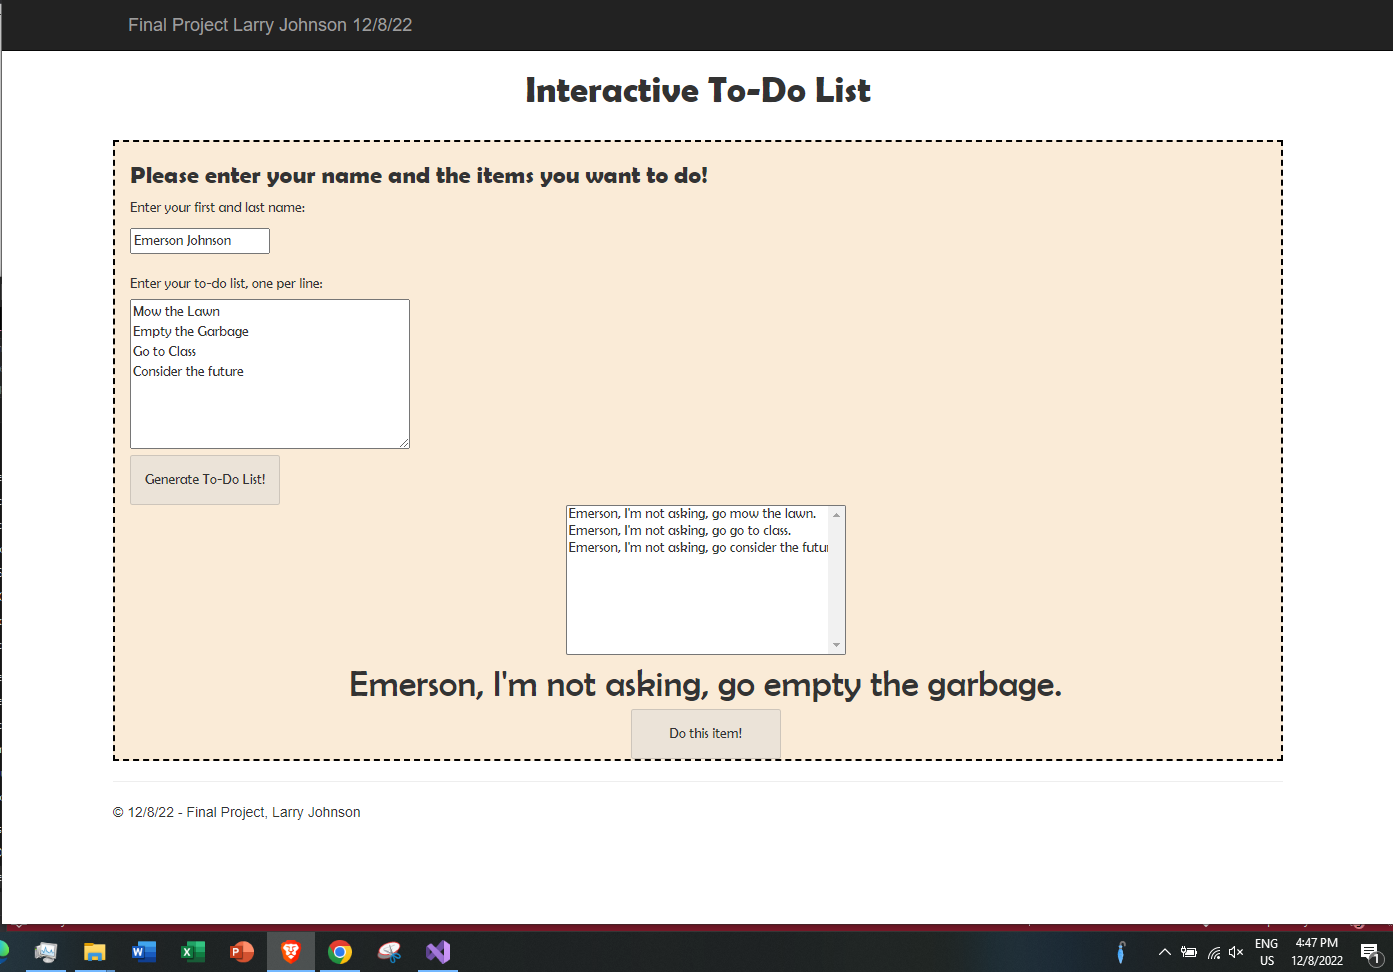 Final Project Larry Johnson 12/8/22
Interactive To-Do List
Please enter your name and the items you want to do!
Enter your first and last name:
Emerson Johnson
Enter your to-do list, one per line:
Mow the Lawn
Empty the Garbage
Go to Class
Consider the future
Generate To-Do List!
Emerson, I'm not asking, go mow the lawn.
Emerson, I'm not asking, go go to class.
Emerson, I'm not asking, go consider the
Emerson, I'm not asking, go empty the garbage.
Do this item!
© 12/8/22 - Final Project, Larry Johnson
ENG
US
4:47 PM
12/8/2022
1